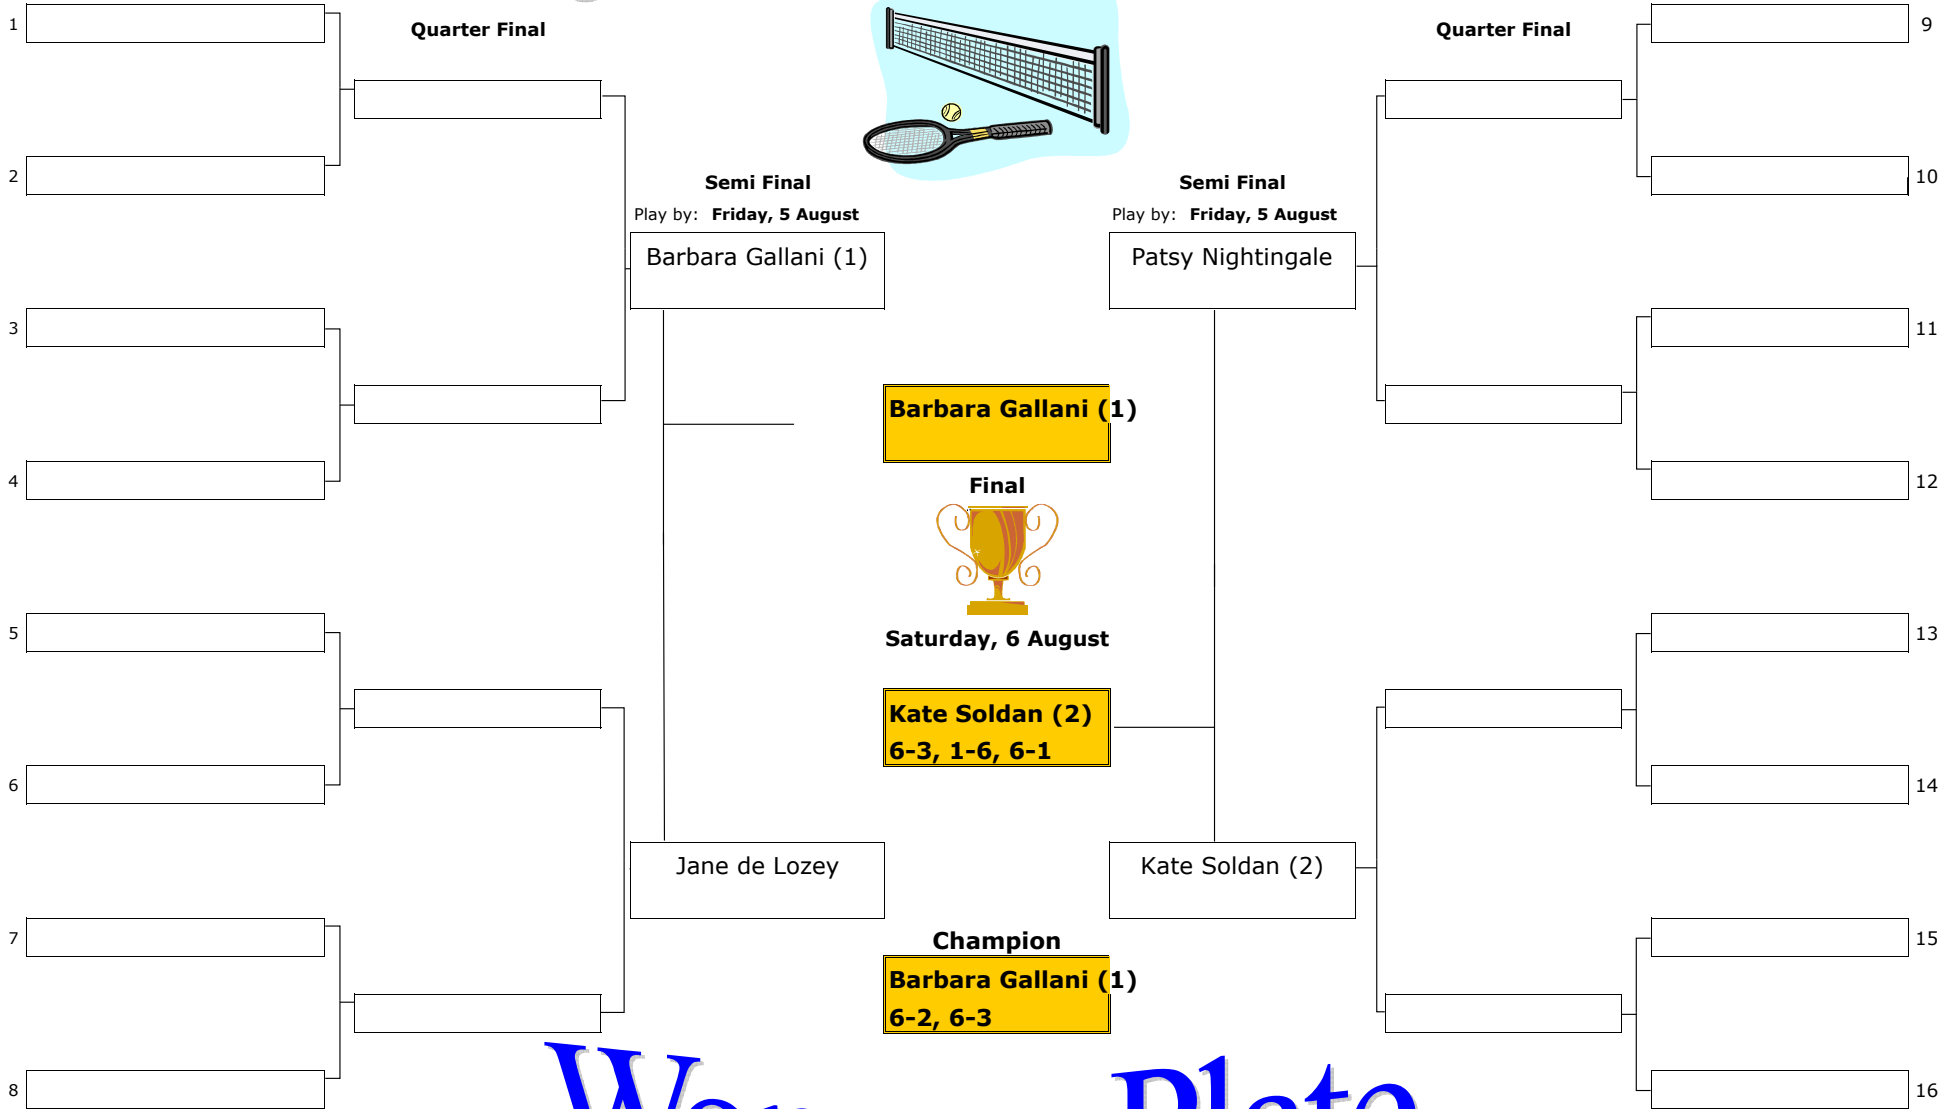 1
Quarter Final
Quarter Final
9
2
10
Semi Final
Semi Final
Play by: Friday, 5 August
Play by: Friday, 5 August
Barbara Gallani (1)
Patsy Nightingale
3
11
Barbara Gallani (1)
4
12
Final
5
13
Saturday, 6 August
Kate Soldan (2)
6-3, 1-6, 6-1
6
14
Jane de Lozey
Kate Soldan (2)
7
15
Champion
Barbara Gallani (1)
6-2, 6-3
8
16
Plate